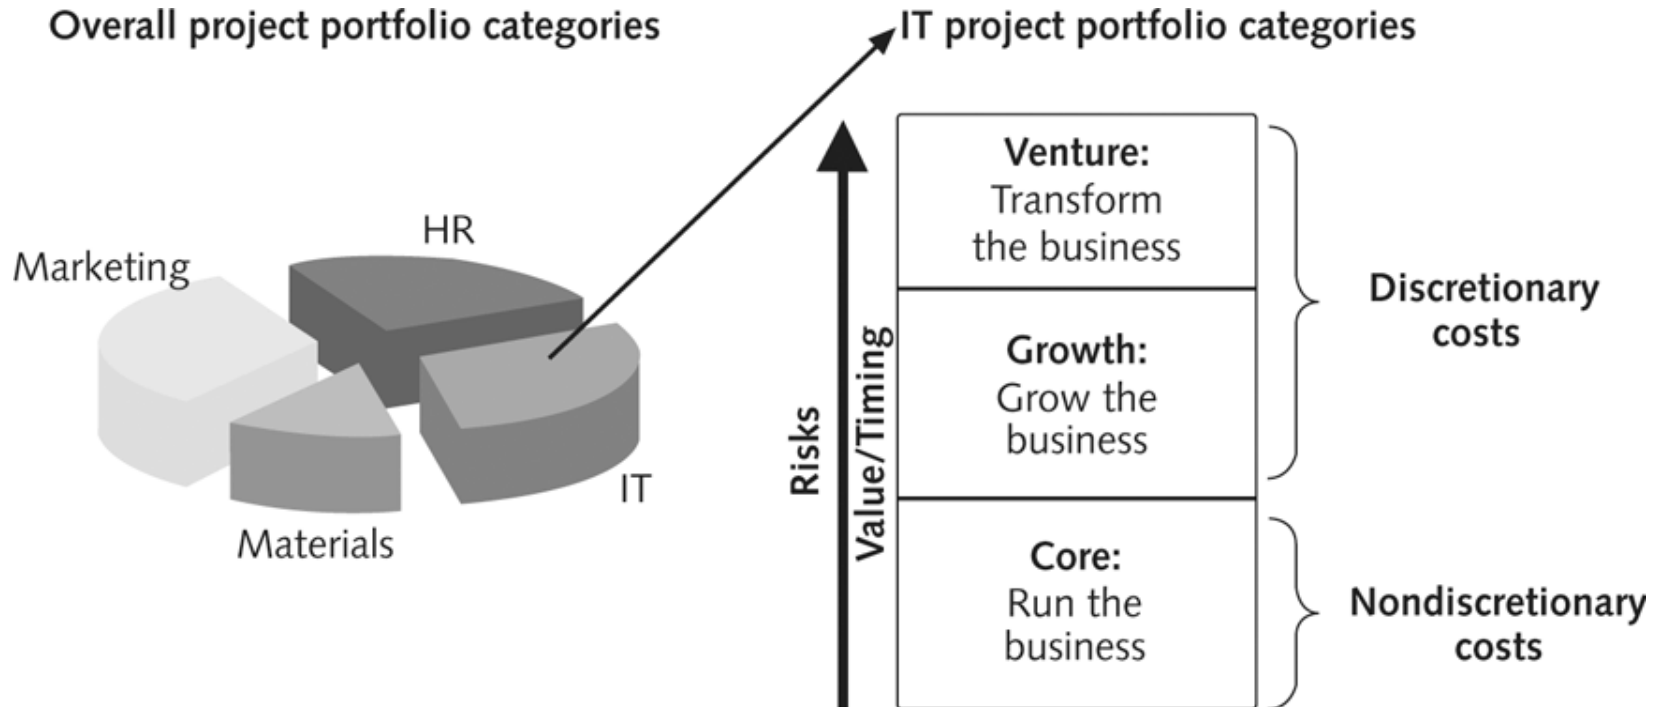 Overall project portfolio categories
IT project portfolio categories
Marketing
HR
IT
Materials
Risks
Value/Timing
Venture:
Transform
the business
Growth:
Grow the
business
Core:
Run the
business
Discretionary
costs
Nondiscretionary
costs